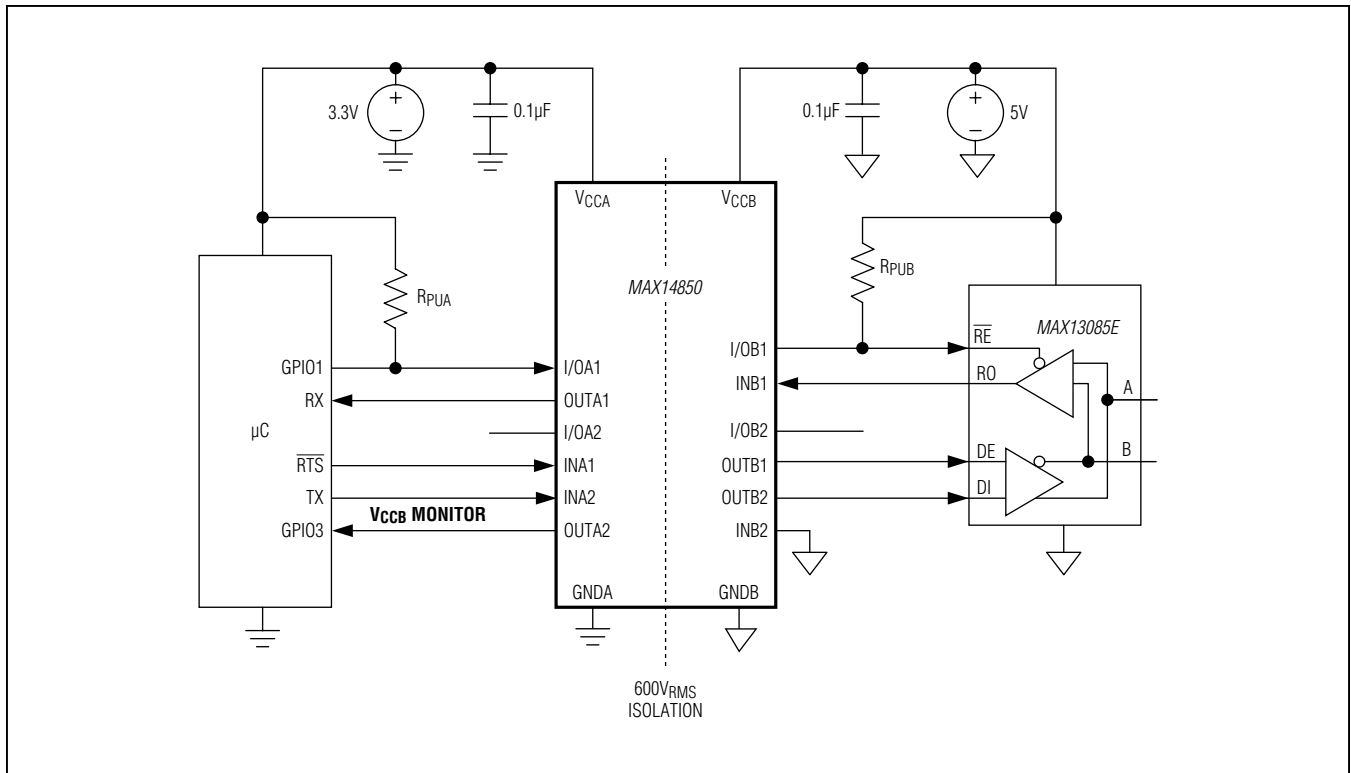 3.3V
+
−
0.1µF
0.1µF
+
−
5V
VCCA
VCCB
RPUA
MAX14850
RPUB
MAX13085E
µC
GPIO1
RX
RTS
TX
GPIO3
VCCB MONITOR
I/OA1
OUTA1
I/OA2
INA1
INA2
OUTA2
GNDA
I/OB1
INB1
I/OB2
OUTB1
OUTB2
INB2
GNDB
RE
RO
DE
DI
A
B
600VRMS
ISOLATION